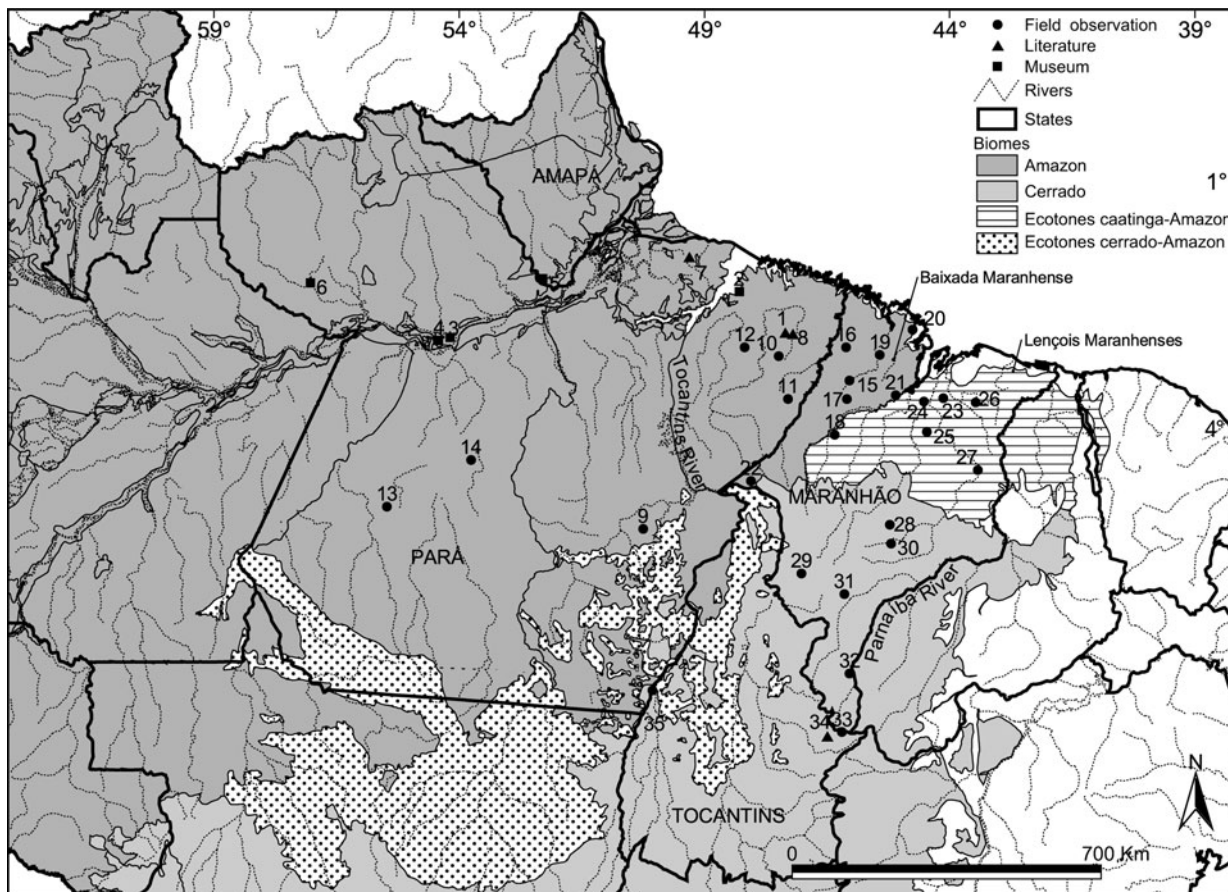 59°
54°
49°
44°
39°
Field observation
Literature
Museum
Rivers
States
Biomes
Amazon
Cerrado
Ecotones caatinga-Amazon
Ecotones cerrado-Amazon
1°
AMAPÁ
Baixada Maranhense
7
6
2
20
4 3
1
8
12
10
16
19
Lençois Maranhenses
Tocantins River
11
15
17
21
24
23
26
4°
18
25
14
22
27
13
MARANHÃO
9
28
30
PARÁ
29
31
Parnaíba River
32
35
34
33
N
TOCANTINS
0
700 Km